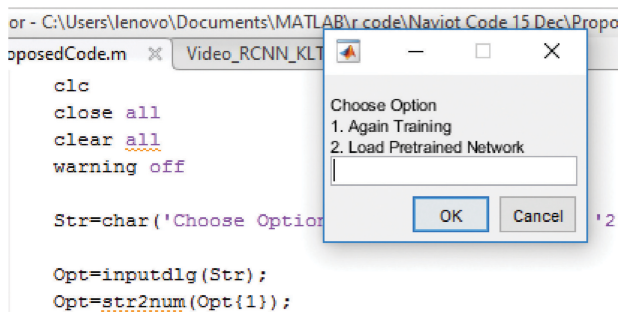 or - C:\Users\lenovo\Documents\MATLAB\r code\Naviot Code 15 Dec\Propo
oposedCode.m Video_RCNN_KLT
clc
close all
clear all
warning off
Choose Option
1. Again Training
2. Load Pretrained Network
OK Cancel
Str=char('Choose Option '2
Opt=inputdlg(Str);
Opt=str2num(Opt{1});